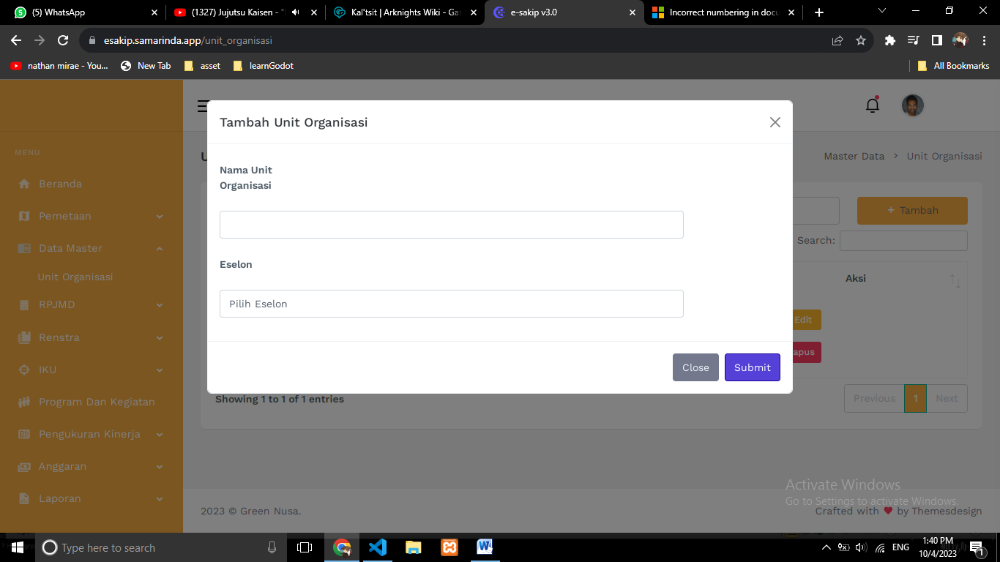 (5) WhatsApp
(1327) Jujutsu Kaisen - "
Kal'tsit | Arknights Wiki - Ga
e-sakip v3.0
Incorrect numbering in docu
esakip.samarinda.app/unit_organisasi
nathan mirae - You...
New Tab
asset
learnGodot
All Bookmarks
MENU
Beranda
Pemetaan
Data Master
Unit Organisasi
RPJMD
Renstra
IKU
Program Dan Kegiatan
Pengukuran Kinerja
Anggaran
Laporan
Tambah Unit Organisasi
Nama Unit
Organisasi
Eselon
Pilih Eselon
Close
Submit
U
Master Data > Unit Organisasi
+ Tambah
Search:
Aksi
Edit
apus
Showing 1 to 1 of 1 entries
Previous 1 Next
Activate Windows
Go to Settings to activate Windows.
2023 © Green Nusa.
Crafted with ♥ by Themesdesign
Type here to search
ENG
1:40 PM
10/4/2023
1